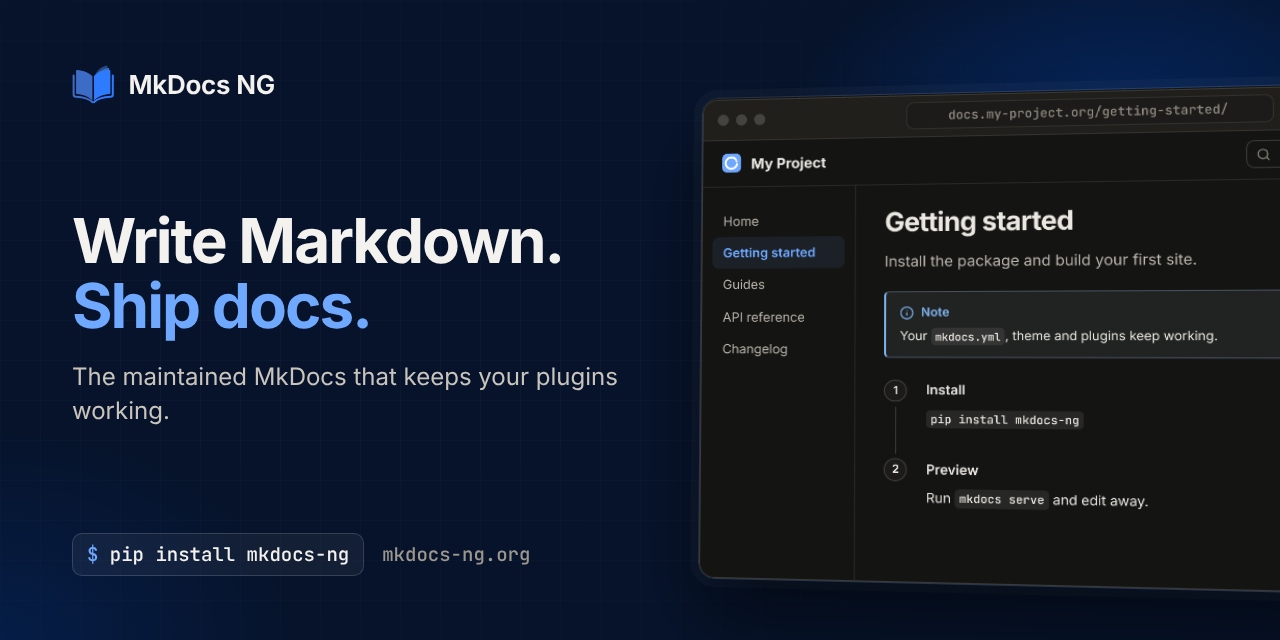 MkDocs NG
Write Markdown.
Ship docs.
The maintained MkDocs that keeps your plugins
working.
$ pip install mkdocs-ng
mkdocs-ng.org
docs.my-project.org/getting-started/
My Project
Home
Getting started
Guides
API reference
Changelog
Getting started
Install the package and build your first site.
Note
Your mkdocs.yml, theme and plugins keep working.
1 Install
pip install mkdocs-ng
2 Preview
Run mkdocs serve and edit away.